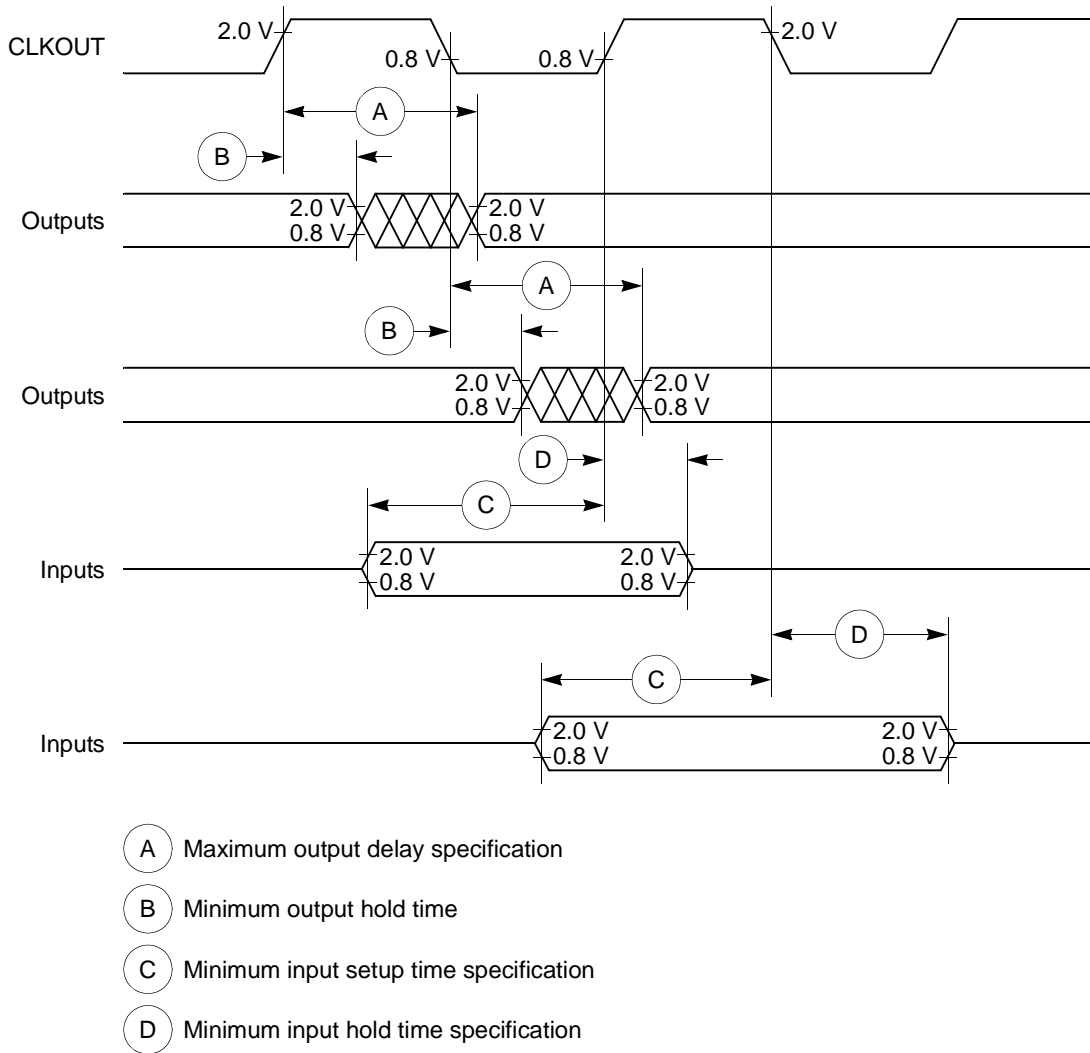 CLKOUT
2.0 V
0.8 V
0.8 V
2.0 V
A
B
Outputs
2.0 V
0.8 V
2.0 V
0.8 V
A
B
Outputs
2.0 V
0.8 V
2.0 V
0.8 V
D
C
Inputs
2.0 V
0.8 V
2.0 V
0.8 V
D
C
Inputs
2.0 V
0.8 V
2.0 V
0.8 V
A Maximum output delay specification
B Minimum output hold time
C Minimum input setup time specification
D Minimum input hold time specification